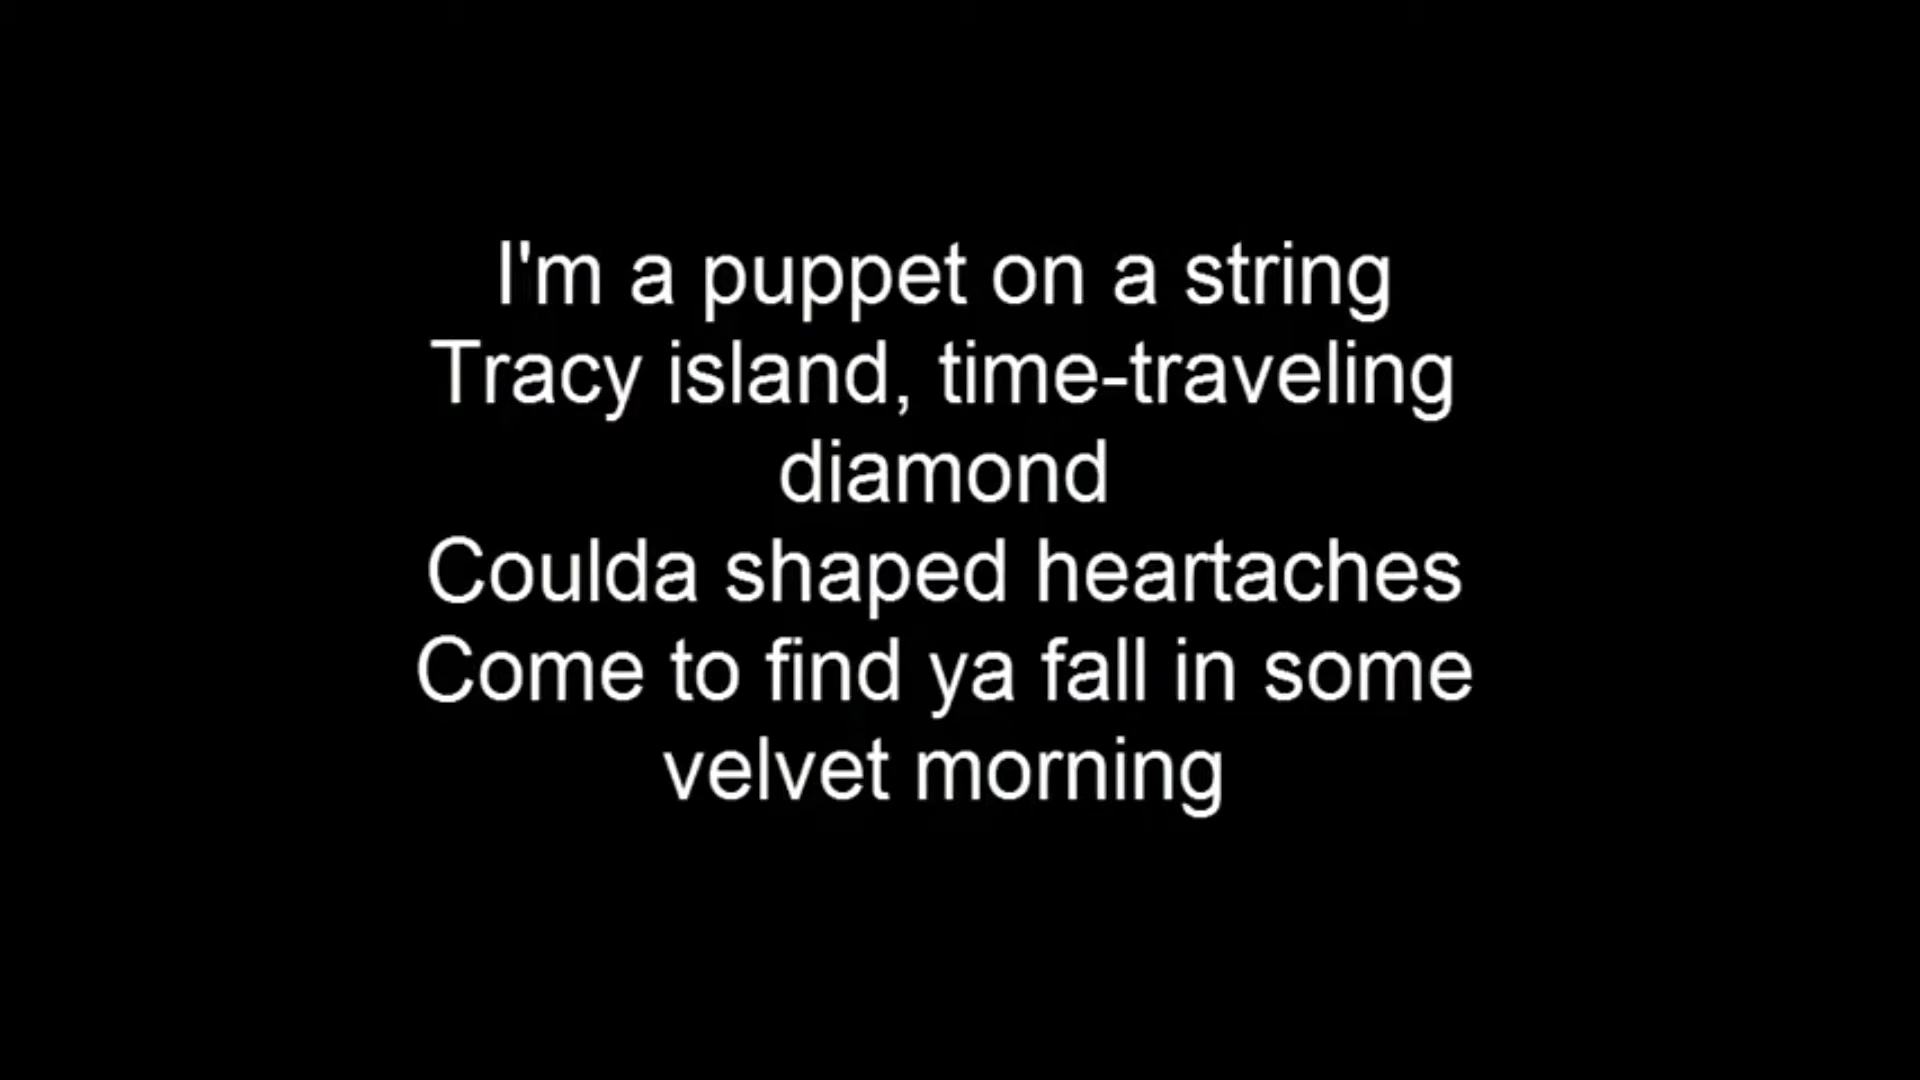 I'm a puppet on a string
Tracy island, time-traveling
diamond
Coulda shaped heartaches
Come to find ya fall in some
velvet morning